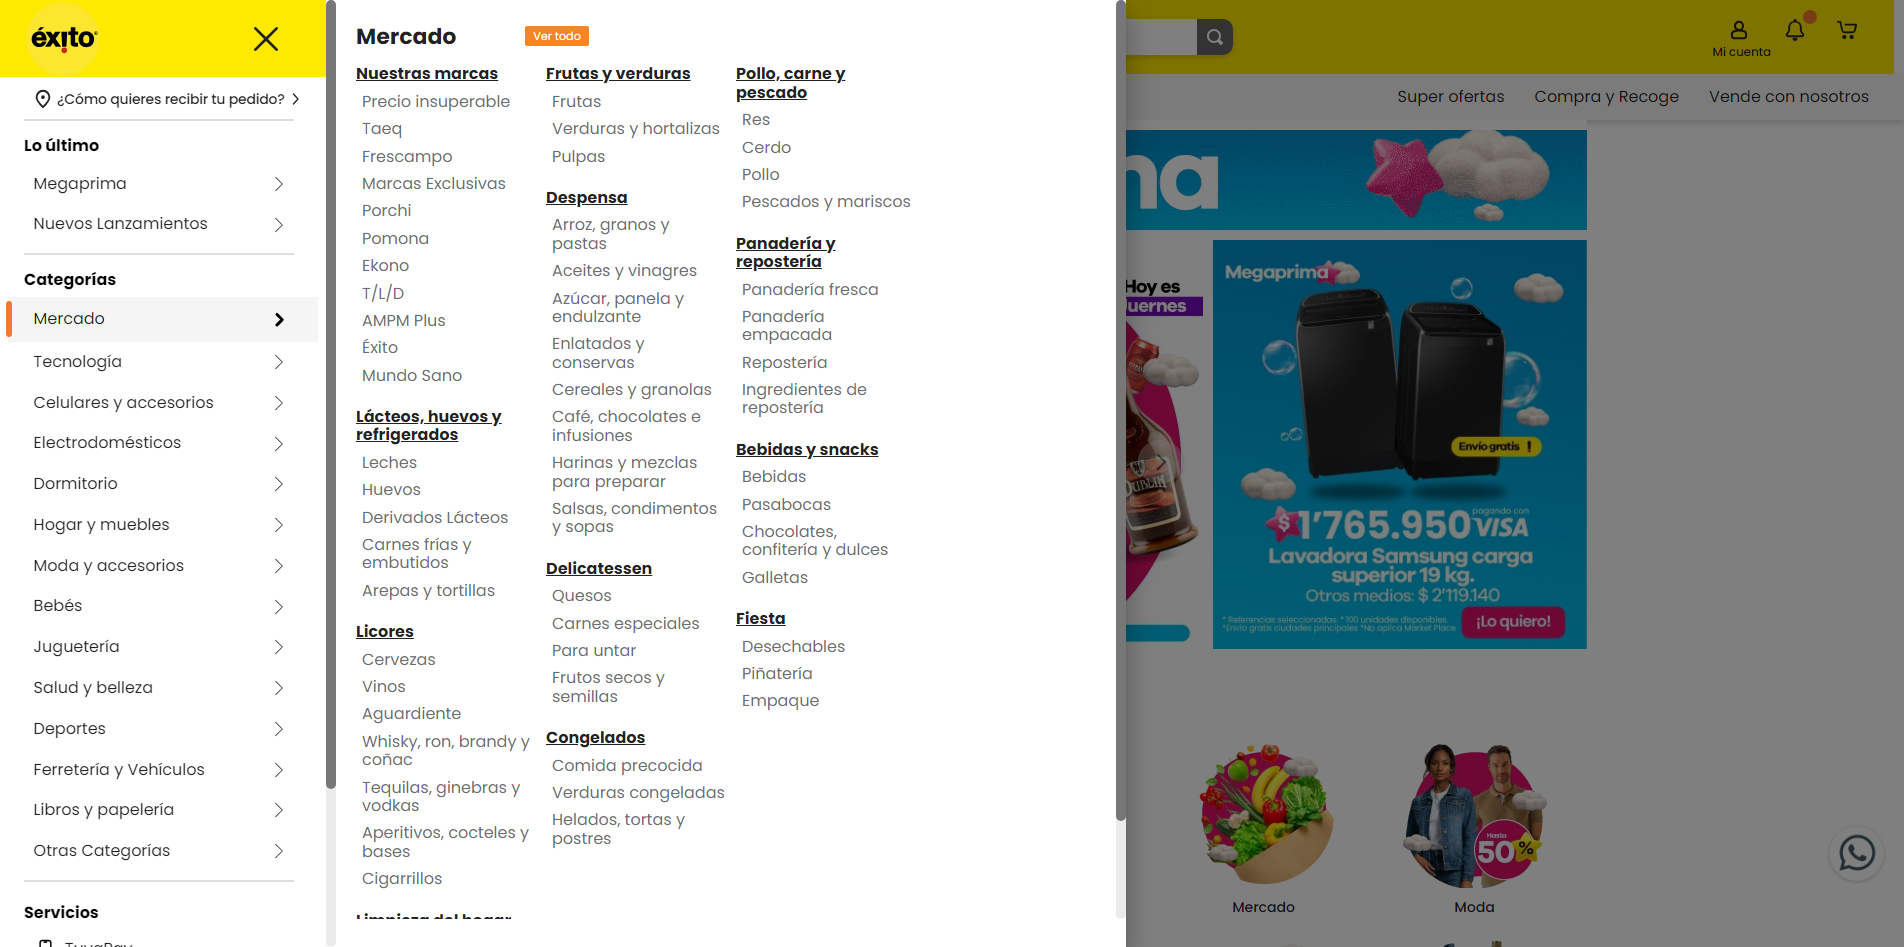 éxito
¿Cómo quieres recibir tu pedido?
Lo último
Megaprima
Nuevos Lanzamientos
Categorías
Mercado
Tecnología
Celulares y accesorios
Electrodomésticos
Dormitorio
Hogar y muebles
Moda y accesorios
Bebés
Juguetería
Salud y belleza
Deportes
Ferretería y Vehículos
Libros y papelería
Otras Categorías
Servicios
TuyaPay
Mercado
Ver todo
Nuestras marcas
Precio insuperable
Taeq
Frescampo
Marcas Exclusivas
Porchi
Pomona
Ekono
T/L/D
AMPM Plus
Éxito
Mundo Sano
Lácteos, huevos y
refrigerados
Leches
Huevos
Derivados Lácteos
Carnes frías y
embutidos
Arepas y tortillas
Licores
Cervezas
Vinos
Aguardiente
Whisky, ron, brandy y
coñac
Tequilas, ginebras y
vodkas
Aperitivos, cocteles y
bases
Cigarrillos
Limpieza del hogar
Frutas y verduras
Frutas
Verduras y hortalizas
Pulpas
Despensa
Arroz, granos y
pastas
Aceites y vinagres
Azúcar, panela y
endulzante
Enlatados y
conservas
Cereales y granolas
Café, chocolates e
infusiones
Harinas y mezclas
para preparar
Salsas, condimentos
y sopas
Delicatessen
Quesos
Carnes especiales
Para untar
Frutos secos y
semillas
Congelados
Comida precocida
Verduras congeladas
Helados, tortas y
postres
Pollo, carne y
pescado
Res
Cerdo
Pollo
Pescados y mariscos
Panadería y
repostería
Panadería fresca
Panadería
empacada
Repostería
Ingredientes de
repostería
Bebidas y snacks
Bebidas
Pasabocas
Chocolates,
confitería y dulces
Galletas
Fiesta
Desechables
Piñatería
Empaque
Mi cuenta
Super ofertas
Compra y Recoge
Vende con nosotros
na
Hoy es
uernes
DUBLIN
Megaprima
Envío gratis !
$1'765.950
pagando con
VISA
Lavadora Samsung carga
superior 19 kg.
Otros medios: $ 2'119.140
* Referencias seleccionadas. * 100 unidades disponibles.
*Envío gratis ciudades principales *No aplica Market Place
¡Lo quiero!
Hasta
50%
Mercado
Moda